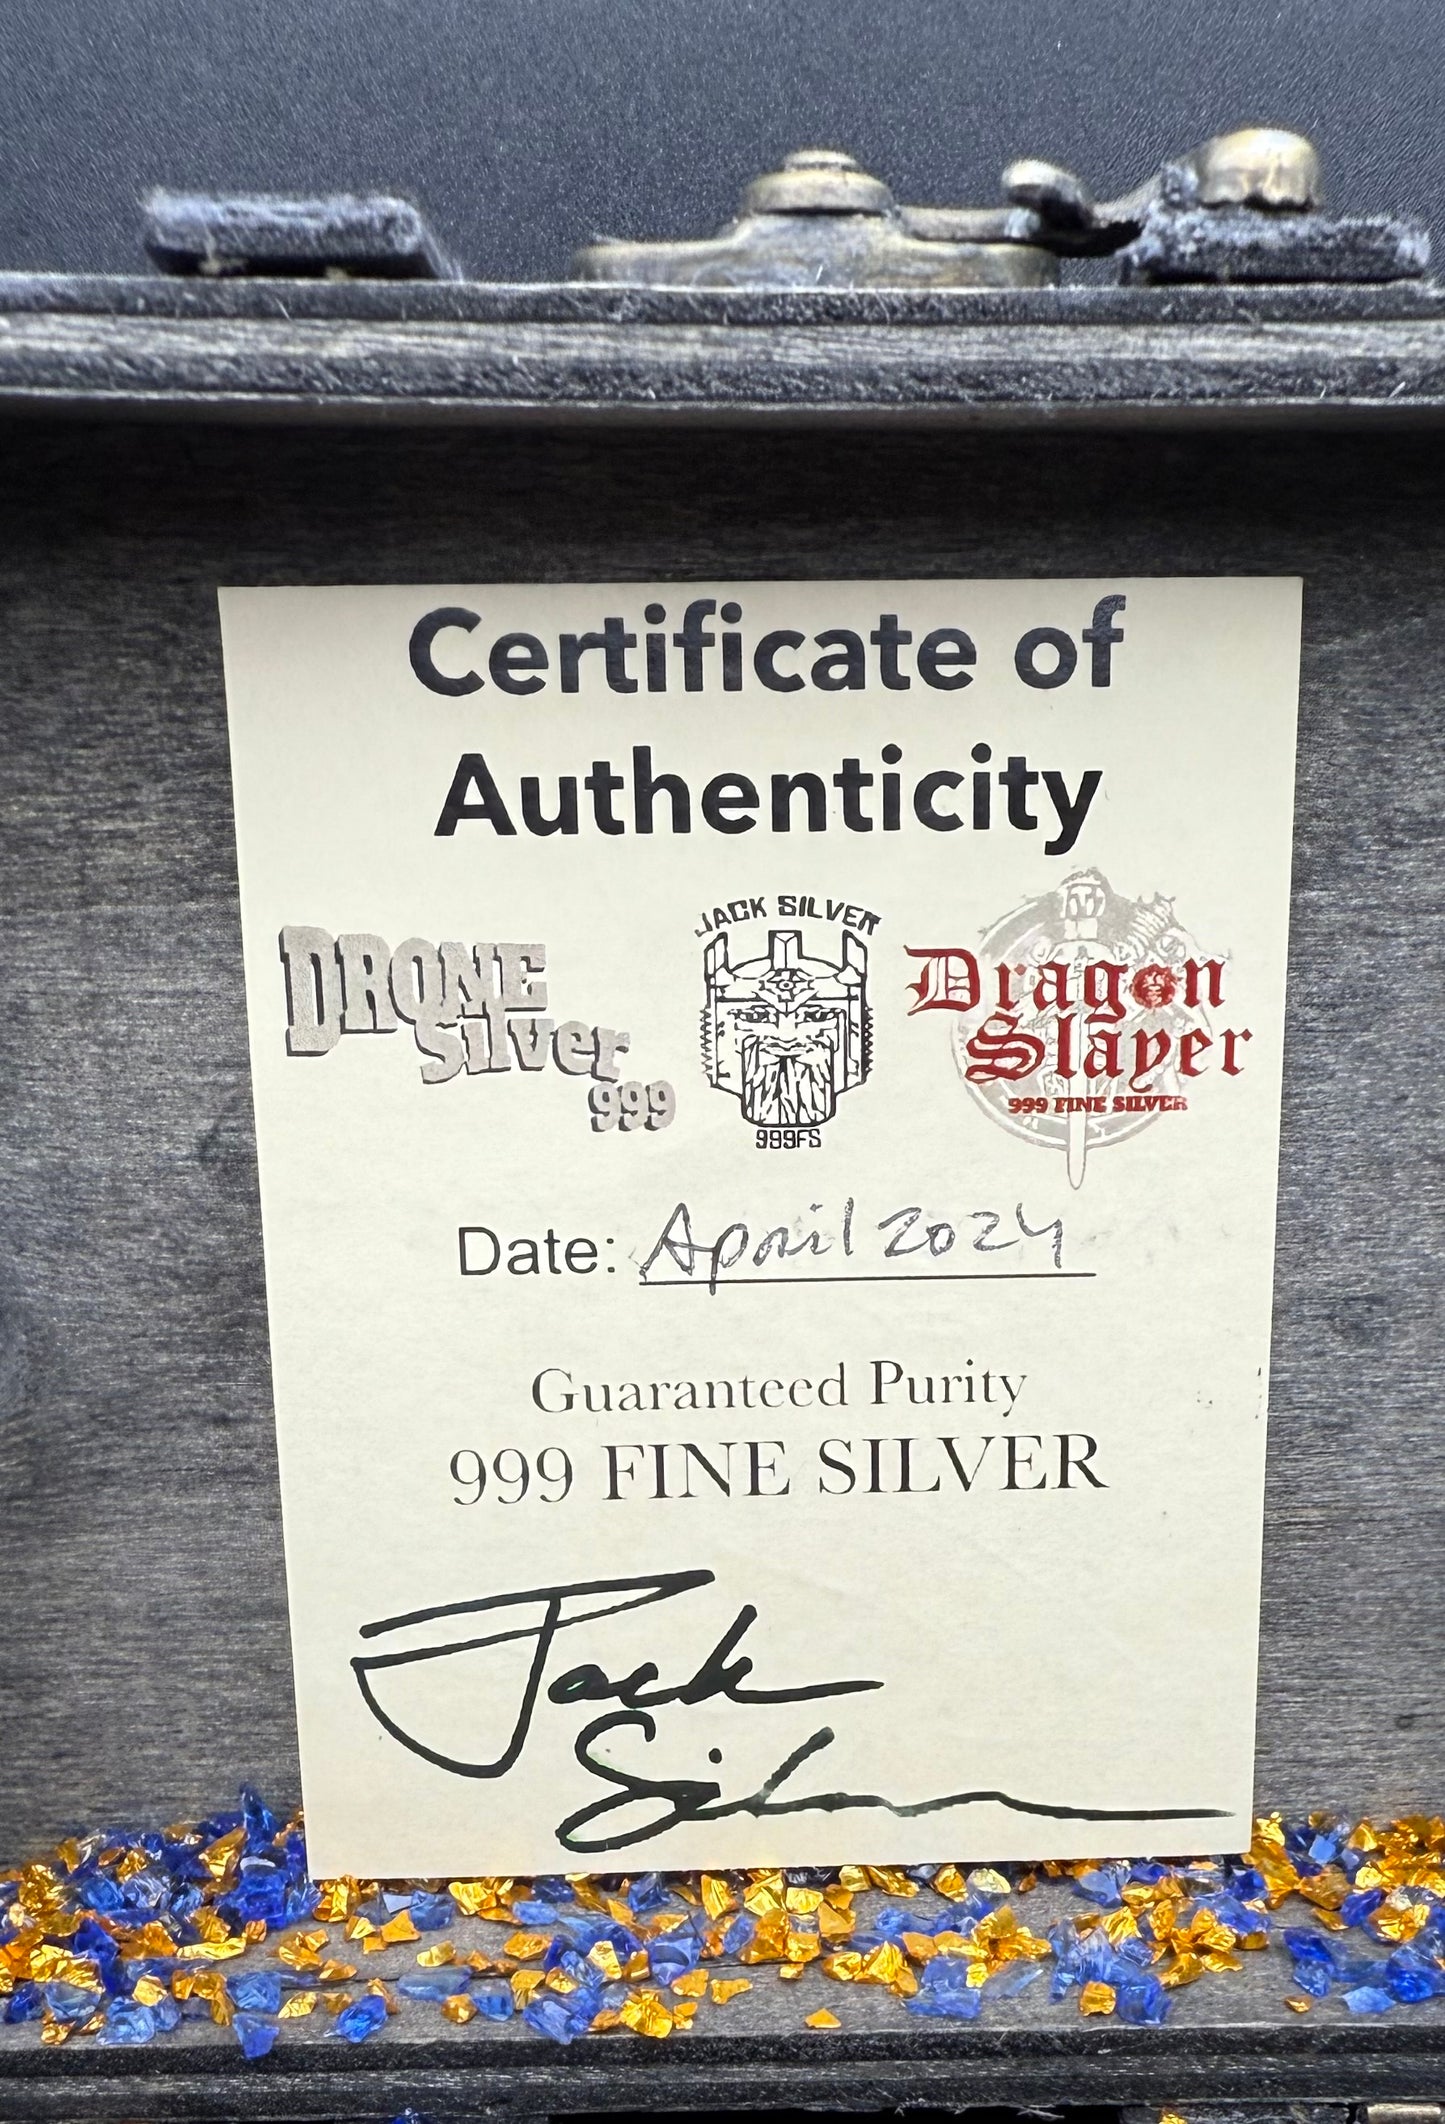 Certificate of
Authenticity
DRONE
Silver
999
JACK SILVER
999FS
Dragon
Slayer
999 FINE SILVER
Date: April 2024
Guaranteed Purity
999 FINE SILVER
Jack
Silver